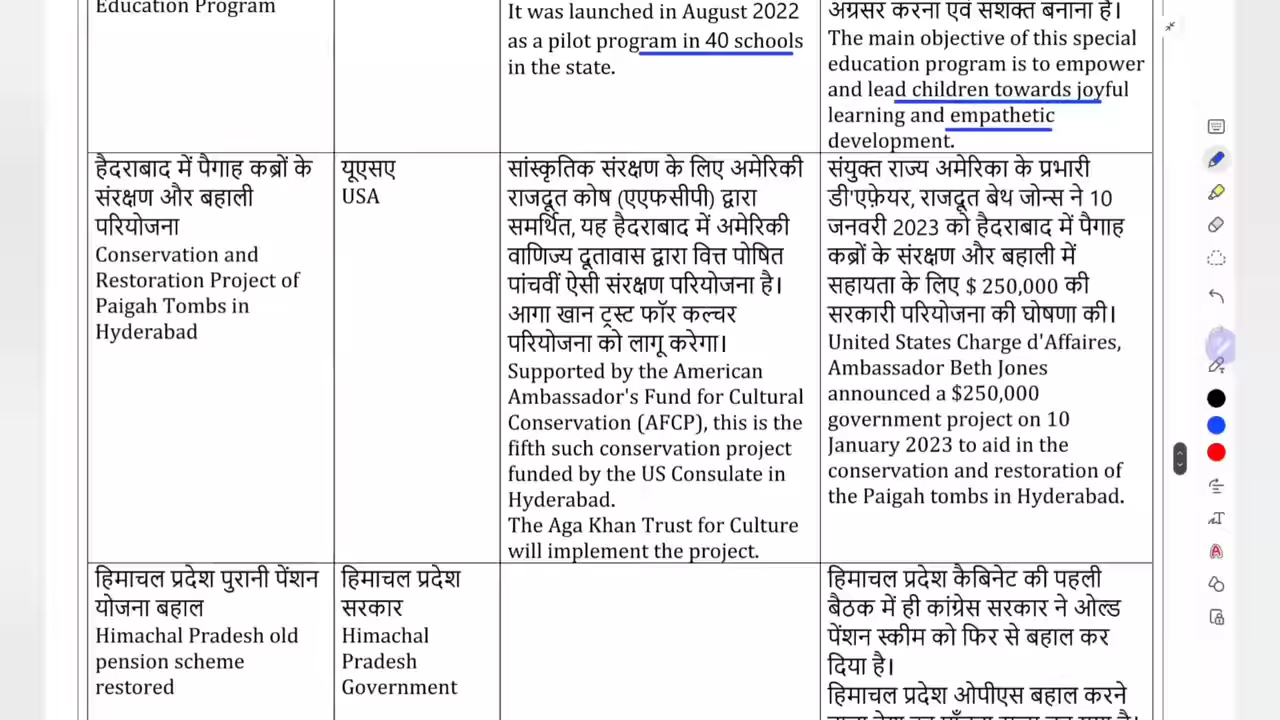 Education Program
It was launched in August 2022
as a pilot program in 40 schools
in the state.
अग्रसर करना एवं सशक्त बनाना है।
The main objective of this special
education program is to empower
and lead children towards joyful
learning and empathetic
development.
हैदराबाद में पैगाह कब्रों के
संरक्षण और बहाली
परियोजना
Conservation and
Restoration Project of
Paigah Tombs in
Hyderabad
यूएसए
USA
सांस्कृतिक संरक्षण के लिए अमेरिकी
राजदूत कोष (एएफसीपी) द्वारा
समर्थित, यह हैदराबाद में अमेरिकी
वाणिज्य दूतावास द्वारा वित्त पोषित
पांचवीं ऐसी संरक्षण परियोजना है।
आगा खान ट्रस्ट फॉर कल्चर
परियोजना को लागू करेगा।
Supported by the American
Ambassador's Fund for Cultural
Conservation (AFCP), this is the
fifth such conservation project
funded by the US Consulate in
Hyderabad.
The Aga Khan Trust for Culture
will implement the project.
संयुक्त राज्य अमेरिका के प्रभारी
डी'एफ़ेयर, राजदूत बेथ जोन्स ने 10
जनवरी 2023 को हैदराबाद में पैगाह
कब्रों के संरक्षण और बहाली में
सहायता के लिए $ 250,000 की
सरकारी परियोजना की घोषणा की।
United States Charge d'Affaires,
Ambassador Beth Jones
announced a $250,000
government project on 10
January 2023 to aid in the
conservation and restoration of
the Paigah tombs in Hyderabad.
हिमाचल प्रदेश पुरानी पेंशन
योजना बहाल
Himachal Pradesh old
pension scheme
restored
हिमाचल प्रदेश
सरकार
Himachal
Pradesh
Government
हिमाचल प्रदेश कैबिनेट की पहली
बैठक में ही कांग्रेस सरकार ने ओल्ड
पेंशन स्कीम को फिर से बहाल कर
दिया है।
हिमाचल प्रदेश ओपीएस बहाल करने